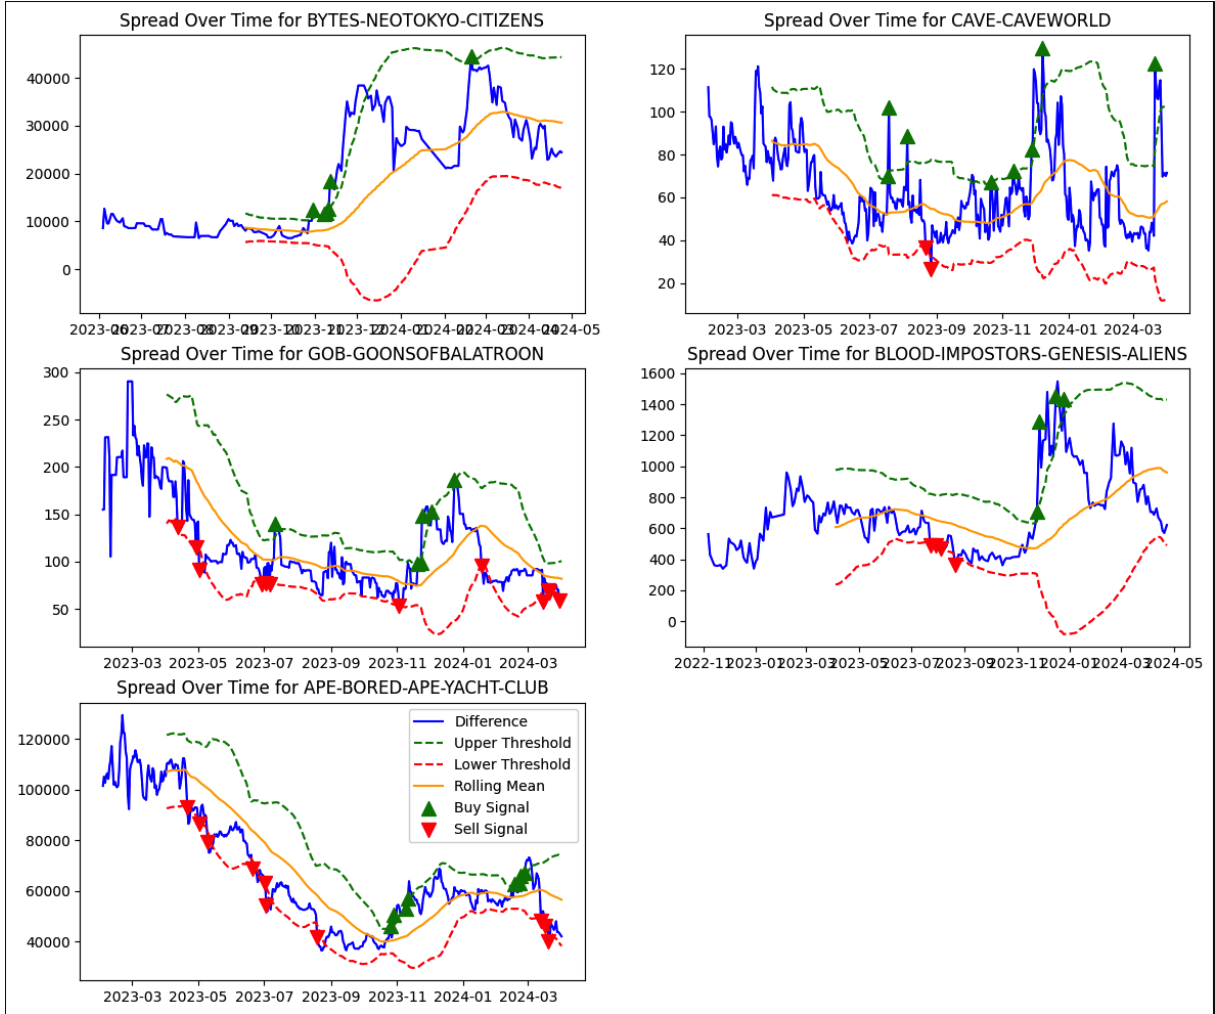 Spread Over Time for BYTES-NEOTOKYO-CITIZENS
40000
30000
20000
10000
0
2023-06 2023-07 2023-08 2023-09 2023-10 2023-11 2023-12 2024-01 2024-02 2024-03 2024-04 2024-05
Spread Over Time for CAVE-CAVEWORLD
120
100
80
60
40
20
2023-03 2023-05 2023-07 2023-09 2023-11 2024-01 2024-03
Spread Over Time for GOB-GOONSOFBALATROON
300
250
200
150
100
50
2023-03 2023-05 2023-07 2023-09 2023-11 2024-01 2024-03
Spread Over Time for BLOOD-IMPOSTORS-GENESIS-ALIENS
1600
1400
1200
1000
800
600
400
200
0
2022-11 2023-01 2023-03 2023-05 2023-07 2023-09 2023-11 2024-01 2024-03 2024-05
Spread Over Time for APE-BORED-APE-YACHT-CLUB
120000
100000
80000
60000
40000
2023-03 2023-05 2023-07 2023-09 2023-11 2024-01 2024-03
Difference
Upper Threshold
Lower Threshold
Rolling Mean
Buy Signal
Sell Signal